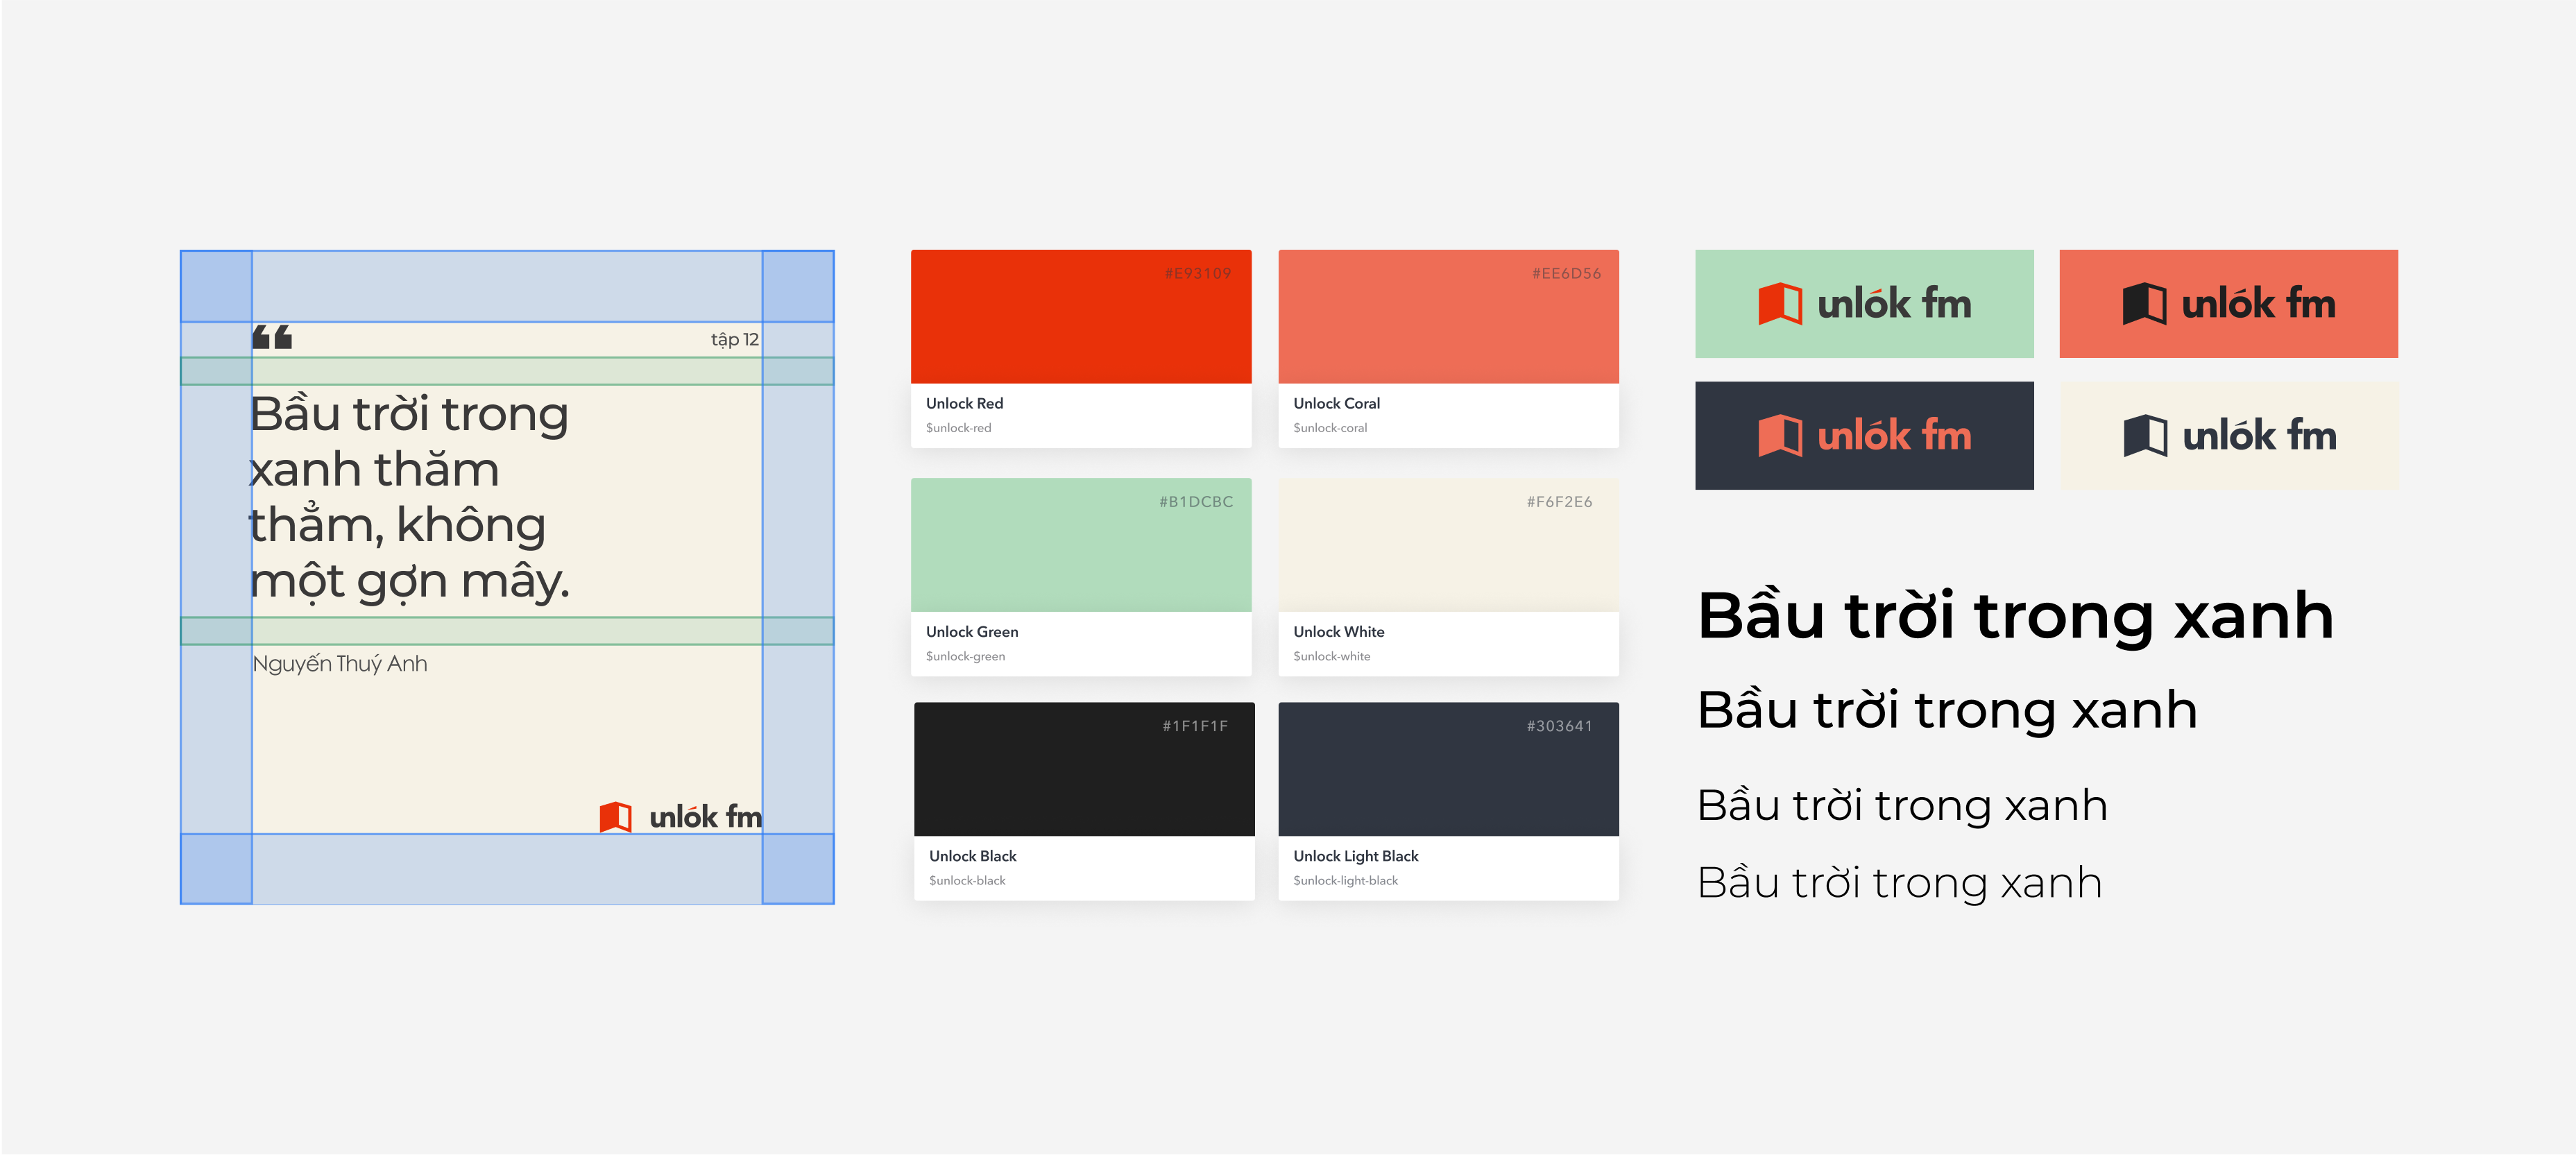 “
tập 12
Bầu trời trong
xanh thăm
thẳm, không
một gợn mây.
Nguyến Thuý Anh
unlók fm
#E93109
Unlock Red
$unlock-red
#EE6D56
Unlock Coral
$unlock-coral
#B1DCBC
Unlock Green
$unlock-green
#F6F2E6
Unlock White
$unlock-white
#1F1F1F
Unlock Black
$unlock-black
#303641
Unlock Light Black
$unlock-light-black
unlók fm
unlók fm
unlók fm
unlók fm
Bầu trời trong xanh
Bầu trời trong xanh
Bầu trời trong xanh
Bầu trời trong xanh